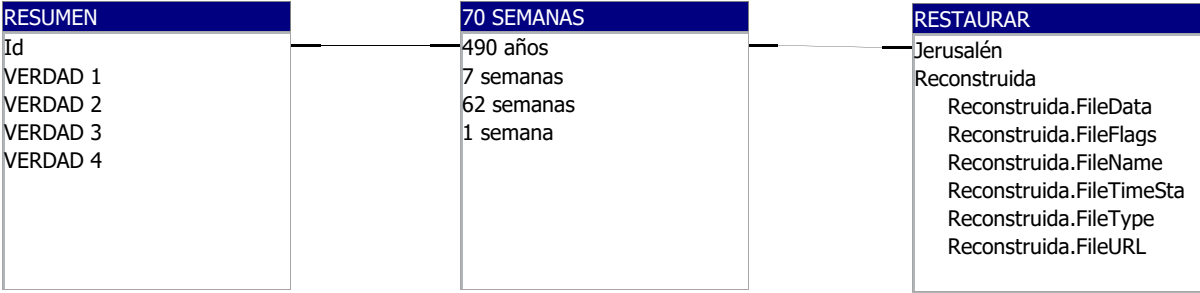 RESUMEN
Id
VERDAD 1
VERDAD 2
VERDAD 3
VERDAD 4
70 SEMANAS
490 años
7 semanas
62 semanas
1 semana
RESTAURAR
Jerusalén
Reconstruida
Reconstruida.FileData
Reconstruida.FileFlags
Reconstruida.FileName
Reconstruida.FileTimeSta
Reconstruida.FileType
Reconstruida.FileURL